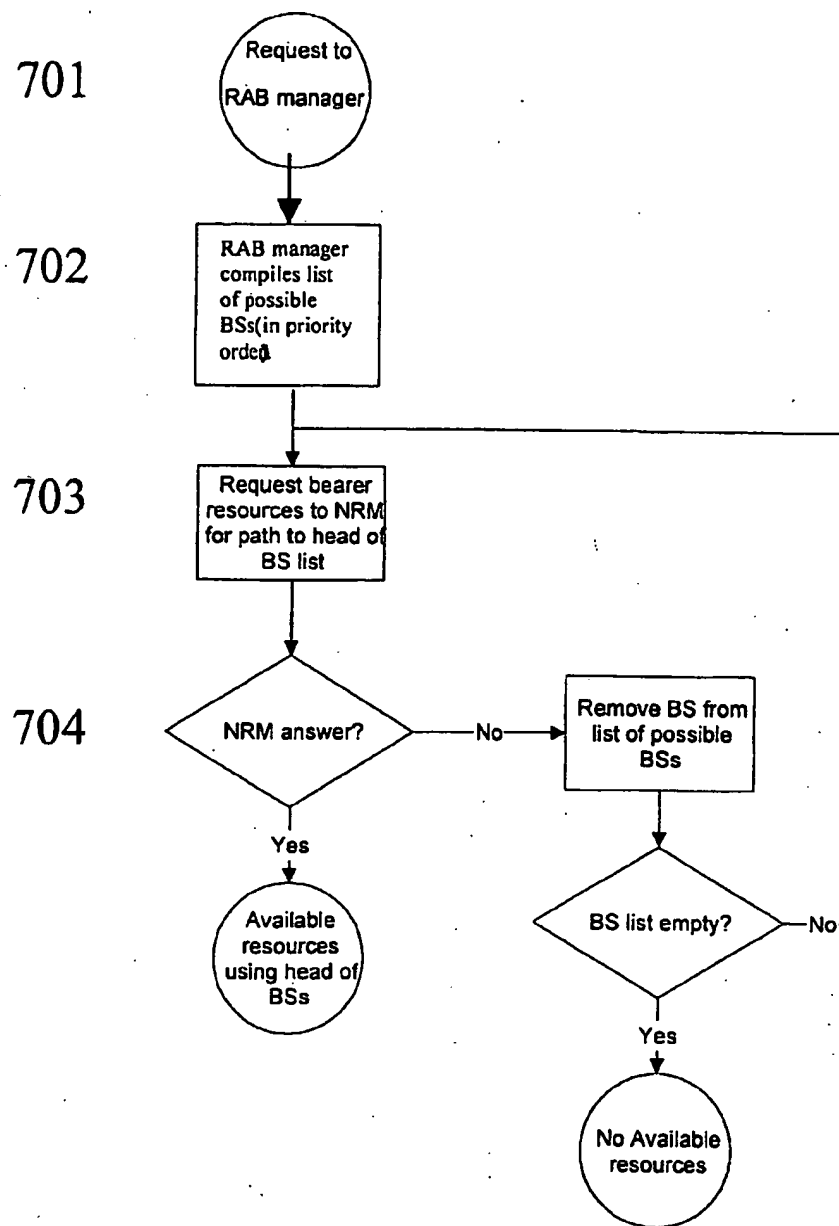 701
Request to
RAB manager
702
RAB manager
compiles list
of possible
BSs(in priority
order)
703
Request bearer
resources to NRM
for path to head of
BS list
704
NRM answer?
No
Remove BS from
list of possible
BSs
Yes
Available
resources
using head of
BSs
BS list empty?
No
Yes
No Available
resources